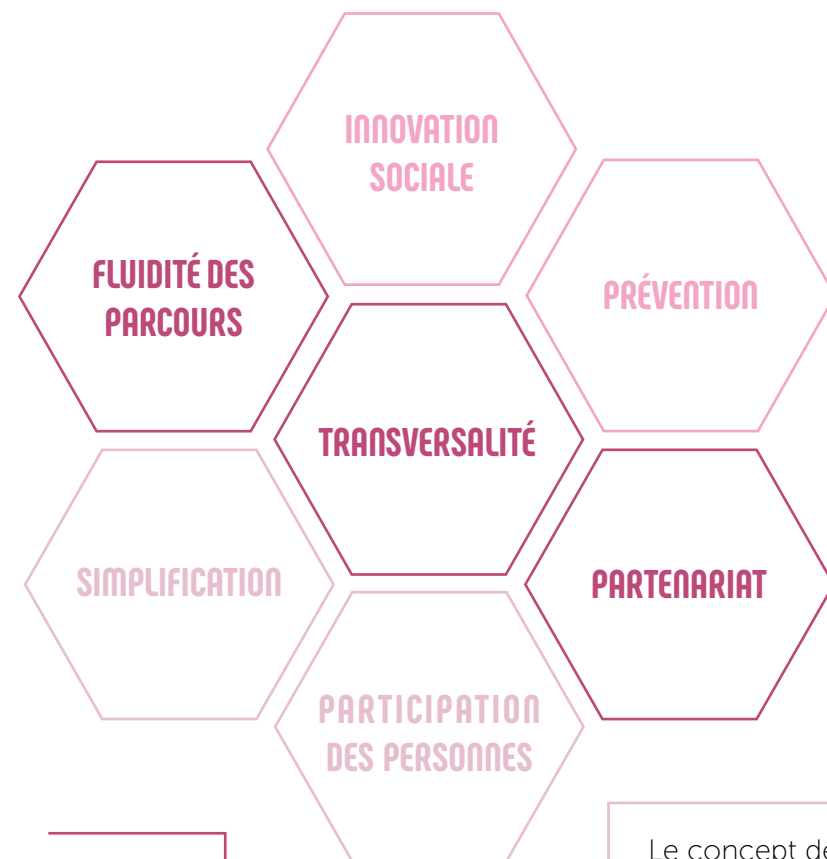 INNOVATION
SOCIALE
FLUIDITÉ DES
PARCOURS
PRÉVENTION
TRANSVERSALITÉ
SIMPLIFICATION
PARTENARIAT
PARTICIPATION
DES PERSONNES
Le concept de